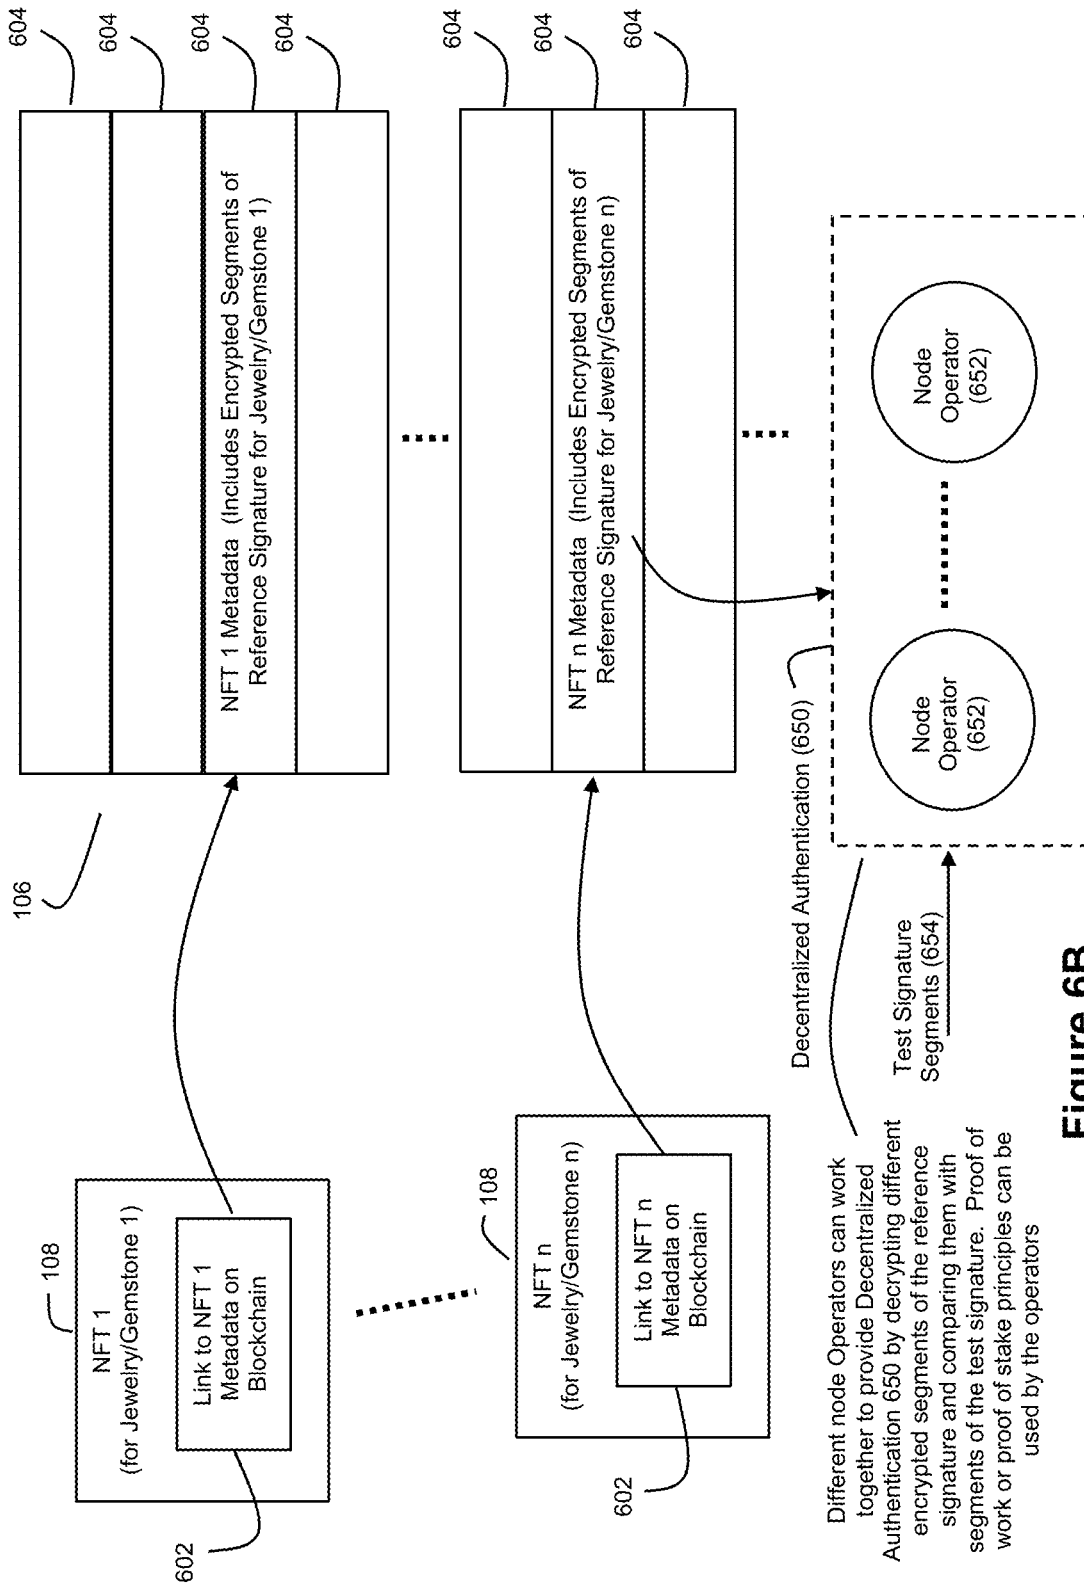 604
604
604
604
NFT 1 Metadata (Includes Encrypted Segments of
Reference Signature for Jewelry/Gemstone 1)
106
108
NFT 1
(for Jewelry/Gemstone 1)
Link to NFT 1
Metadata on
Blockchain
602
604
604
604
NFT n Metadata (Includes Encrypted Segments of
Reference Signature for Jewelry/Gemstone n)
108
NFT n
(for Jewelry/Gemstone n)
Link to NFT n
Metadata on
Blockchain
602
Decentralized Authentication (650)
Node
Operator
(652)
Node
Operator
(652)
Test Signature
Segments (654)
Different node Operators can work
together to provide Decentralized
Authentication 650 by decrypting different
encrypted segments of the reference
signature and comparing them with
segments of the test signature. Proof of
work or proof of stake principles can be
used by the operators
Figure 6B